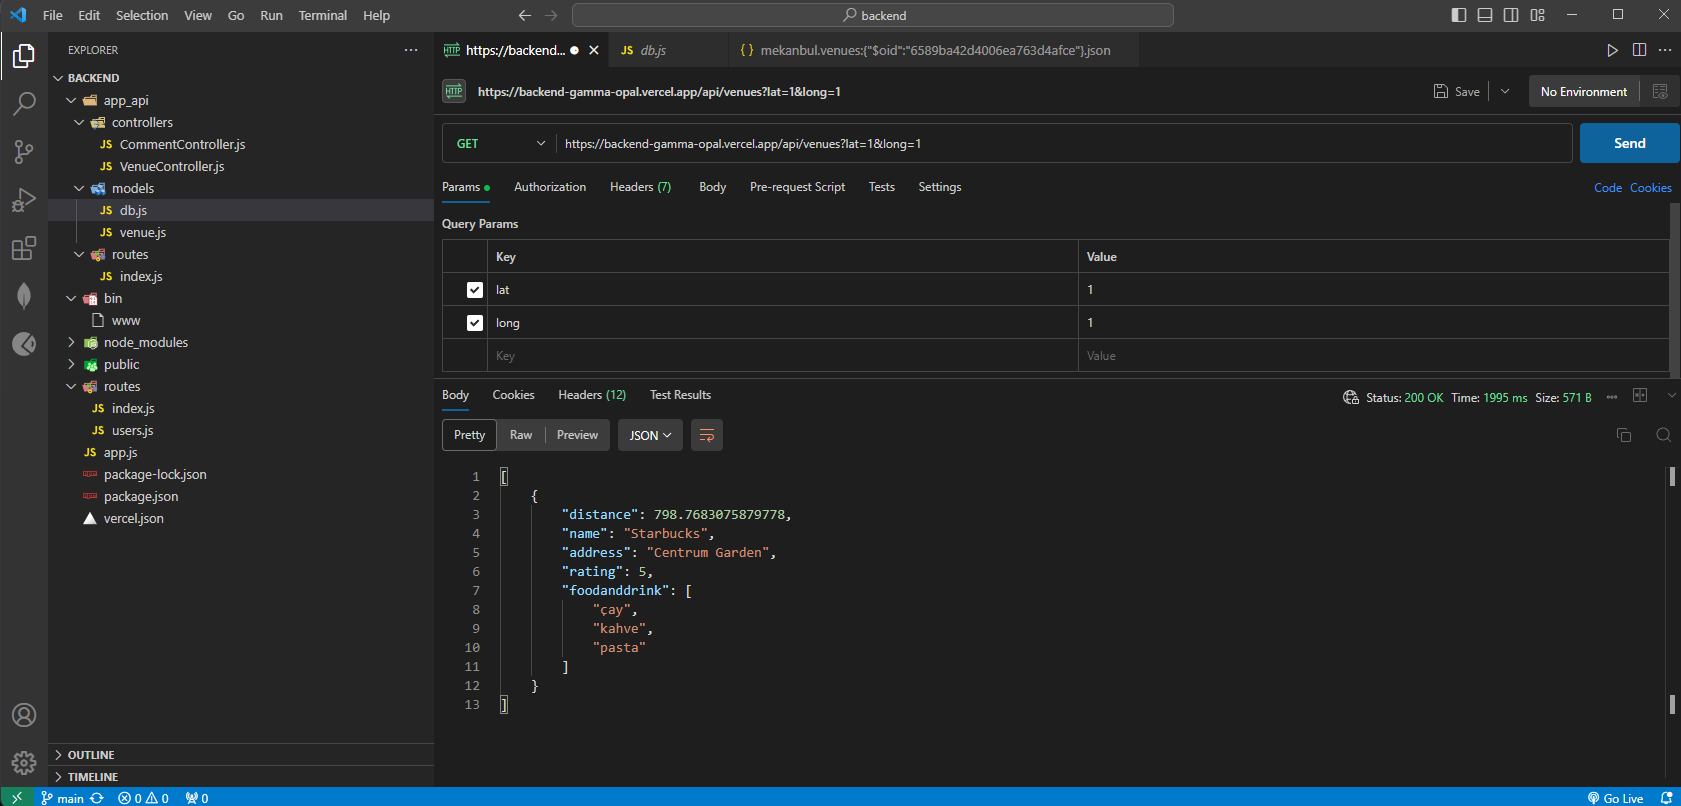 File Edit Selection View Go Run Terminal Help
backend
EXPLORER
BACKEND
app_api
controllers
JS CommentController.js
JS VenueController.js
models
JS db.js
JS venue.js
routes
JS index.js
bin
www
node_modules
public
routes
JS index.js
JS users.js
JS app.js
package-lock.json
package.json
vercel.json
OUTLINE
TIMELINE
HTTP https://backend...
JS db.js
{} mekanbul.venues:{"$oid":"6589ba42d4006ea763d4afce"}.json
HTTP https://backend-gamma-opal.vercel.app/api/venues?lat=1&long=1
Save
No Environment
GET https://backend-gamma-opal.vercel.app/api/venues?lat=1&long=1
Send
Params Authorization Headers (7) Body Pre-request Script Tests Settings
Code Cookies
Query Params
Key Value
lat 1
long 1
Key Value
Body Cookies Headers (12) Test Results
Status: 200 OK Time: 1995 ms Size: 571 B
Pretty Raw Preview JSON
1 [
2 {
3 "distance": 798.7683075879778,
4 "name": "Starbucks",
5 "address": "Centrum Garden",
6 "rating": 5,
7 "foodanddrink": [
8 "çay",
9 "kahve",
10 "pasta"
11 ]
12 }
13 ]
main 0 0 0
Go Live